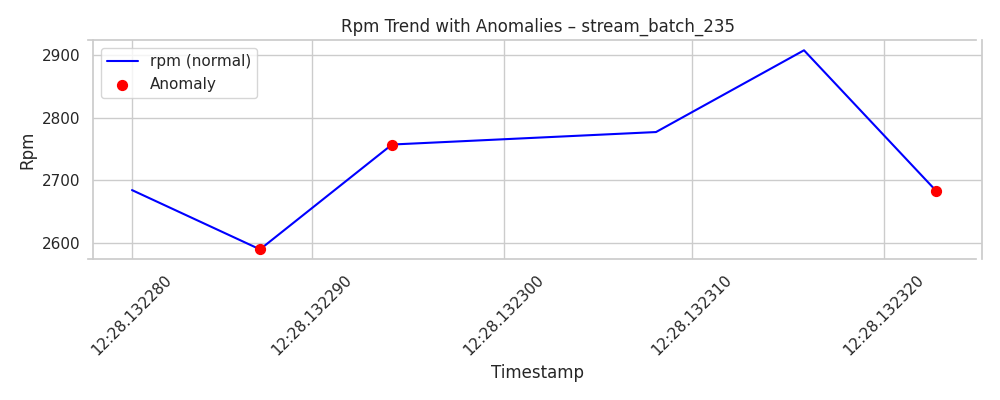 Rpm Trend with Anomalies – stream_batch_235
rpm (normal)
Anomaly
Rpm
2900
2800
2700
2600
12:28.132280
12:28.132290
12:28.132300
12:28.132310
12:28.132320
Timestamp